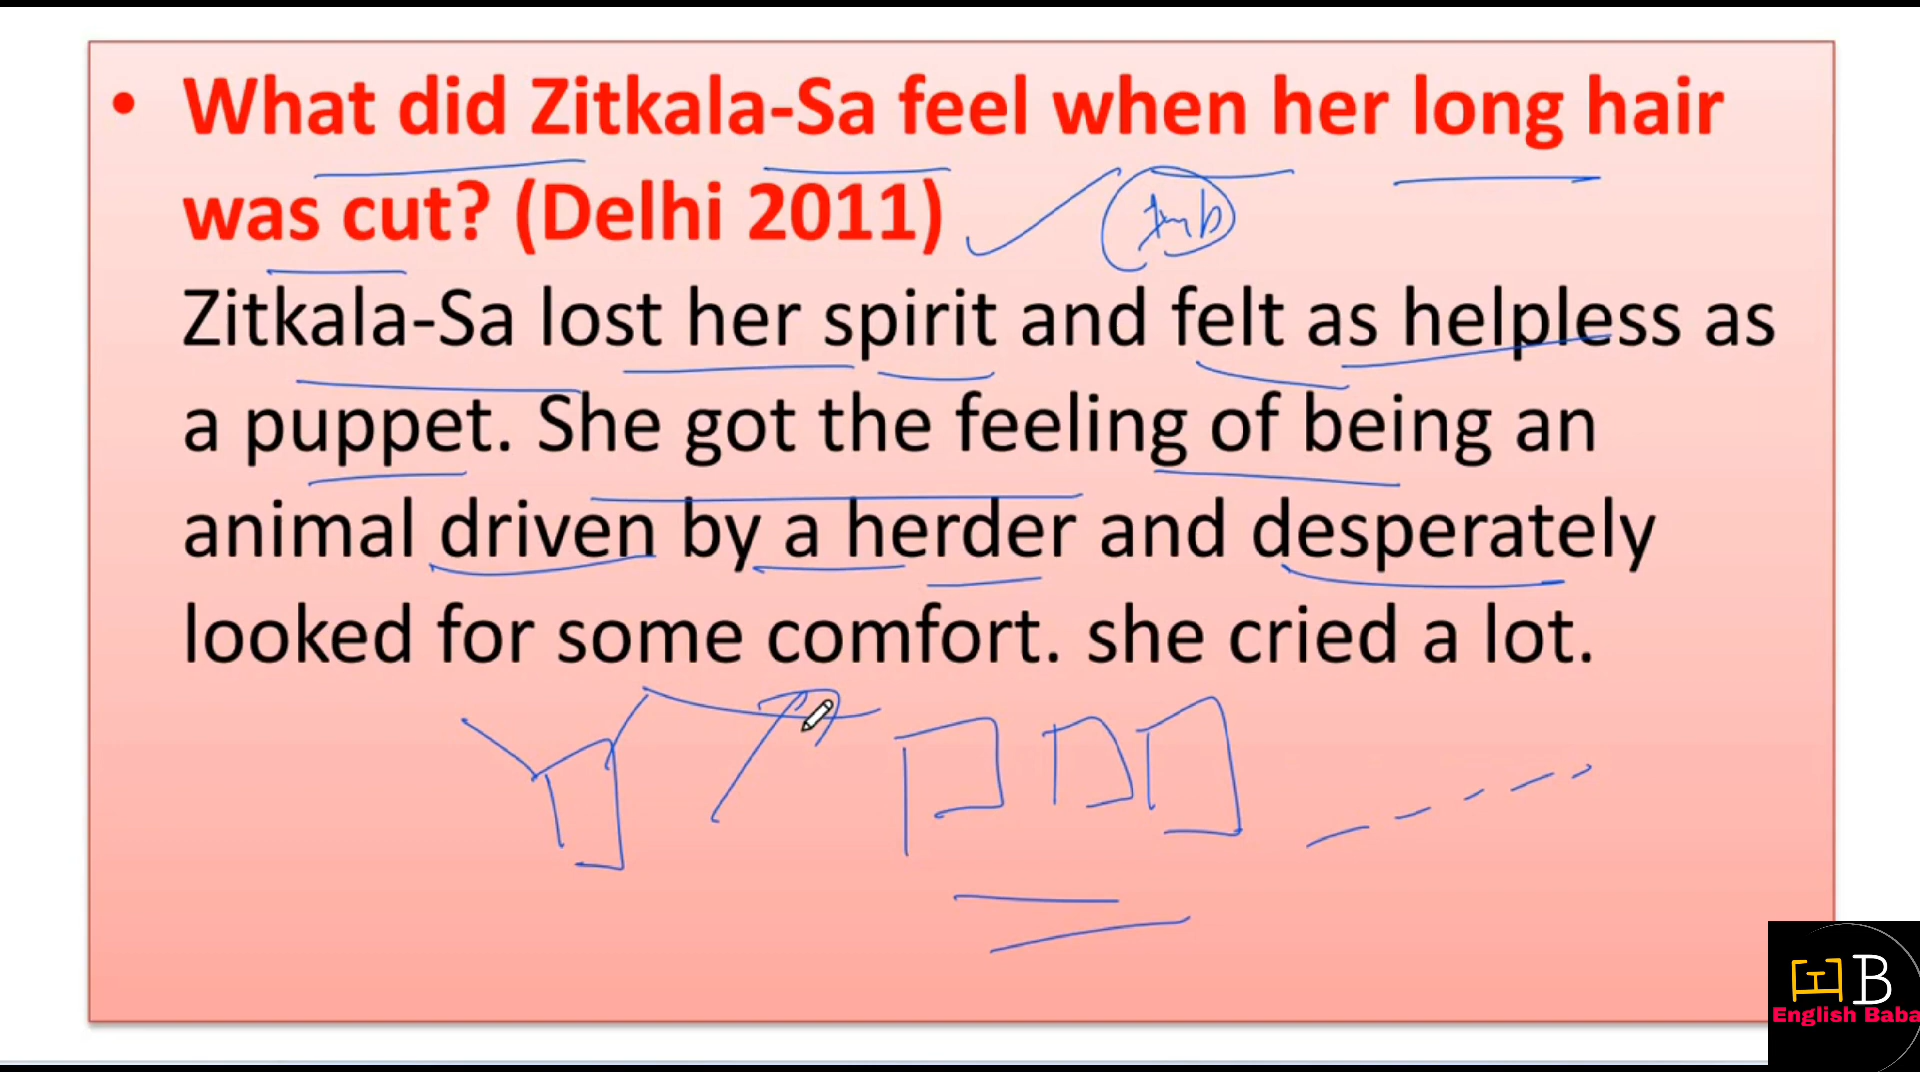 • What did Zitkala-Sa feel when her long hair
was cut? (Delhi 2011)
Zitkala-Sa lost her spirit and felt as helpless as
a puppet. She got the feeling of being an
animal driven by a herder and desperately
looked for some comfort. she cried a lot.
EB
English Baba